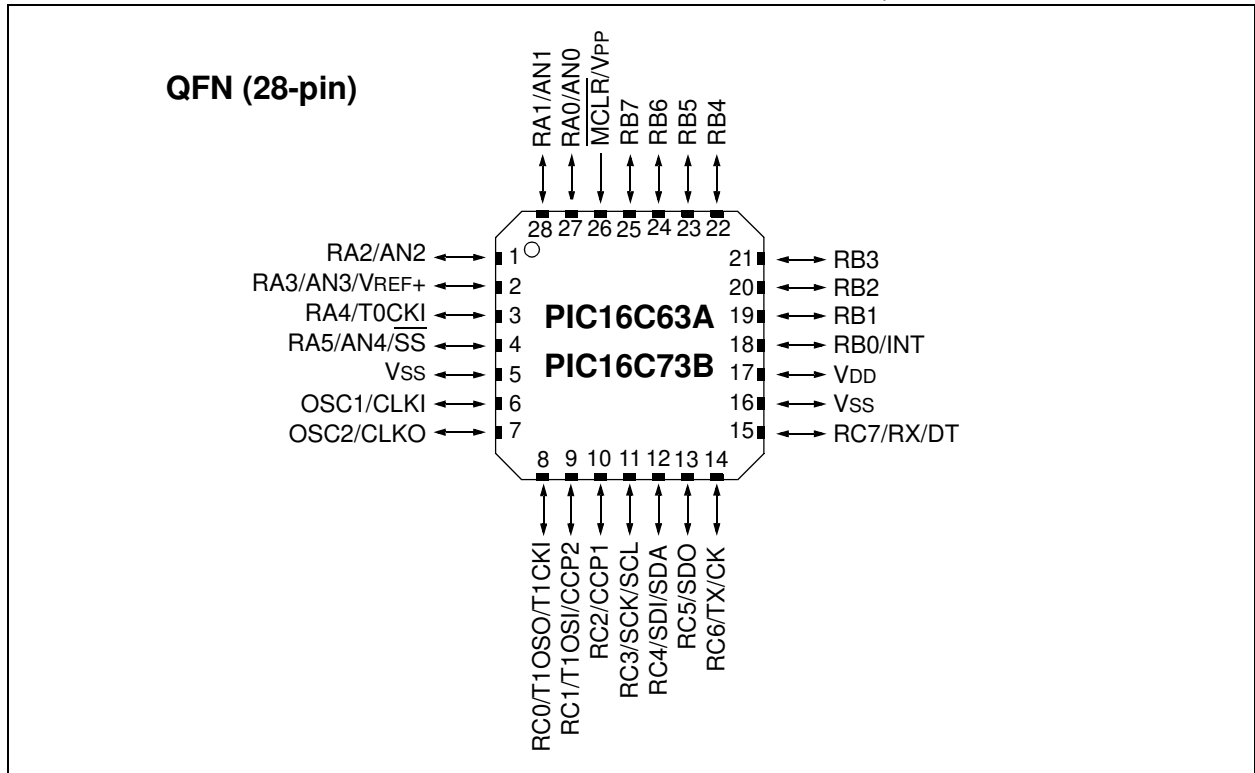 QFN (28-pin)
RA1/AN1
RA0/AN0
MCLR/VPP
RB7
RB6
RB5
RB4
28 27 26 25 24 23 22
RA2/AN2 1
RA3/AN3/VREF+ 2
RA4/T0CKI 3
RA5/AN4/SS 4
VSS 5
OSC1/CLKI 6
OSC2/CLKO 7
PIC16C63A
PIC16C73B
21 RB3
20 RB2
19 RB1
18 RB0/INT
17 VDD
16 VSS
15 RC7/RX/DT
8 9 10 11 12 13 14
RC0/T1OSO/T1CKI
RC1/T1OSI/CCP2
RC2/CCP1
RC3/SCK/SCL
RC4/SDI/SDA
RC5/SDO
RC6/TX/CK